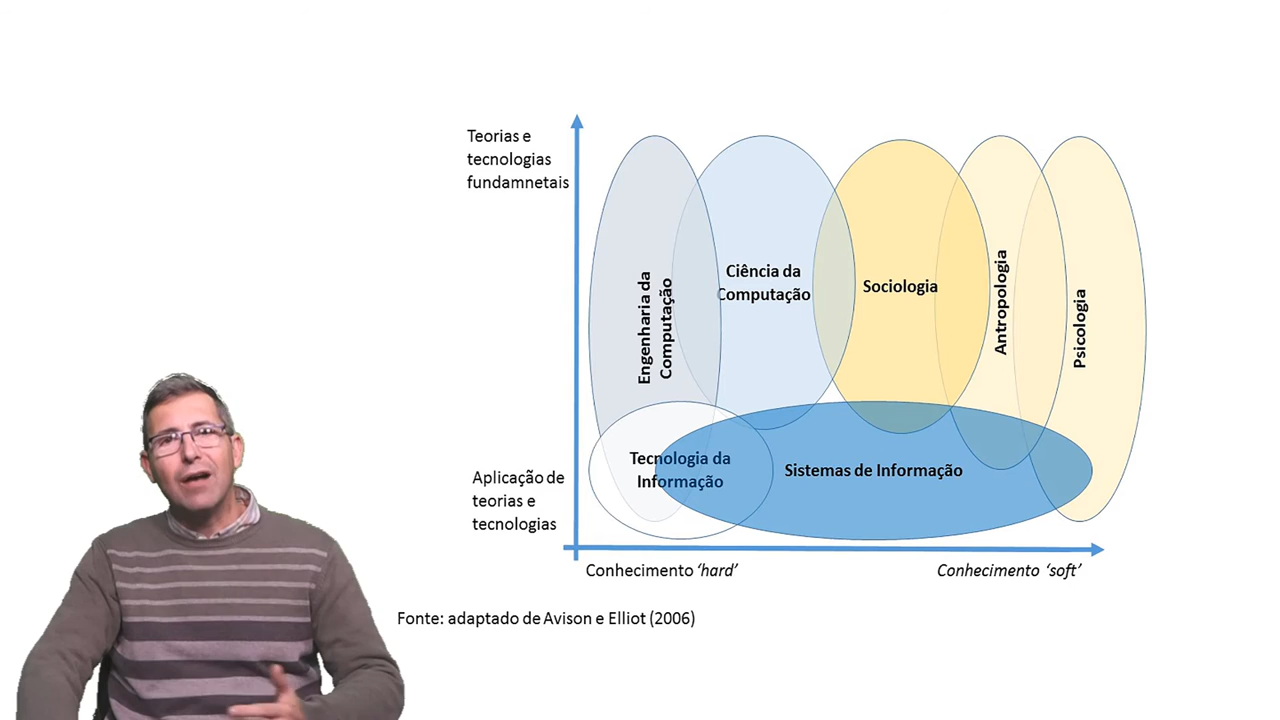 Teorias e
tecnologias
fundamnetais
Engenharia da
Computação
Ciência da
Computação
Sociologia
Antropologia
Psicologia
Tecnologia da
Informação
Sistemas de Informação
Aplicação de
teorias e
tecnologias
Conhecimento ‘hard’
Conhecimento ‘soft’
Fonte: adaptado de Avison e Elliot (2006)